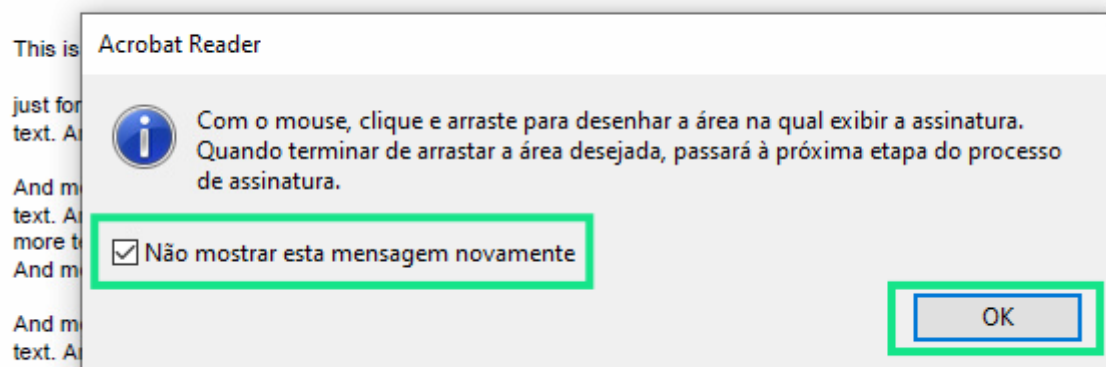 This is
Acrobat Reader
just for
text.
Com o mouse, clique e arraste para desenhar a área na qual exibir a assinatura.
Quando terminar de arrastar a área desejada, passará à próxima etapa do processo
de assinatura.
And
text.
more
And
Não mostrar esta mensagem novamente
And
text.
OK